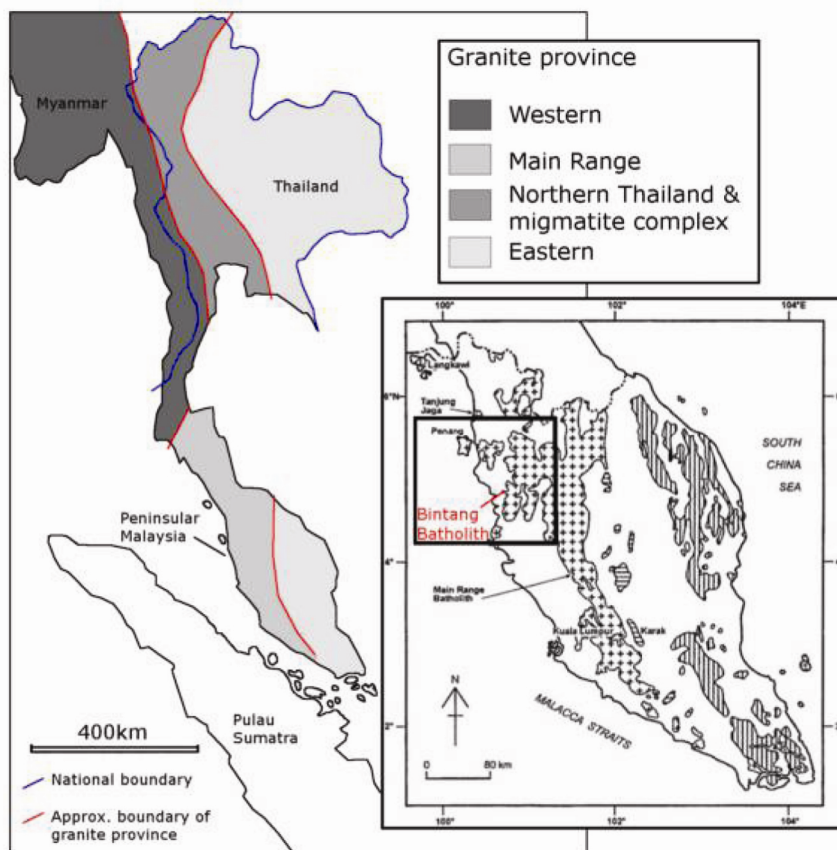 Myanmar
Thailand
Peninsular
Malaysia
Pulau
Sumatra
400km
National boundary
Approx. boundary of
granite province
Granite province
Western
Main Range
Northern Thailand &
migmatite complex
Eastern
100°
102°
104°E
Langkawi
6°N
Tanjung
Jaga
Penang
SOUTH
CHINA
SEA
Bintang
Batholith
4°
Main Range
Batholith
Kuala Lumpur
Karak
N
MALACCA STRAITS
2°
0
80 km
100°
102°
104°